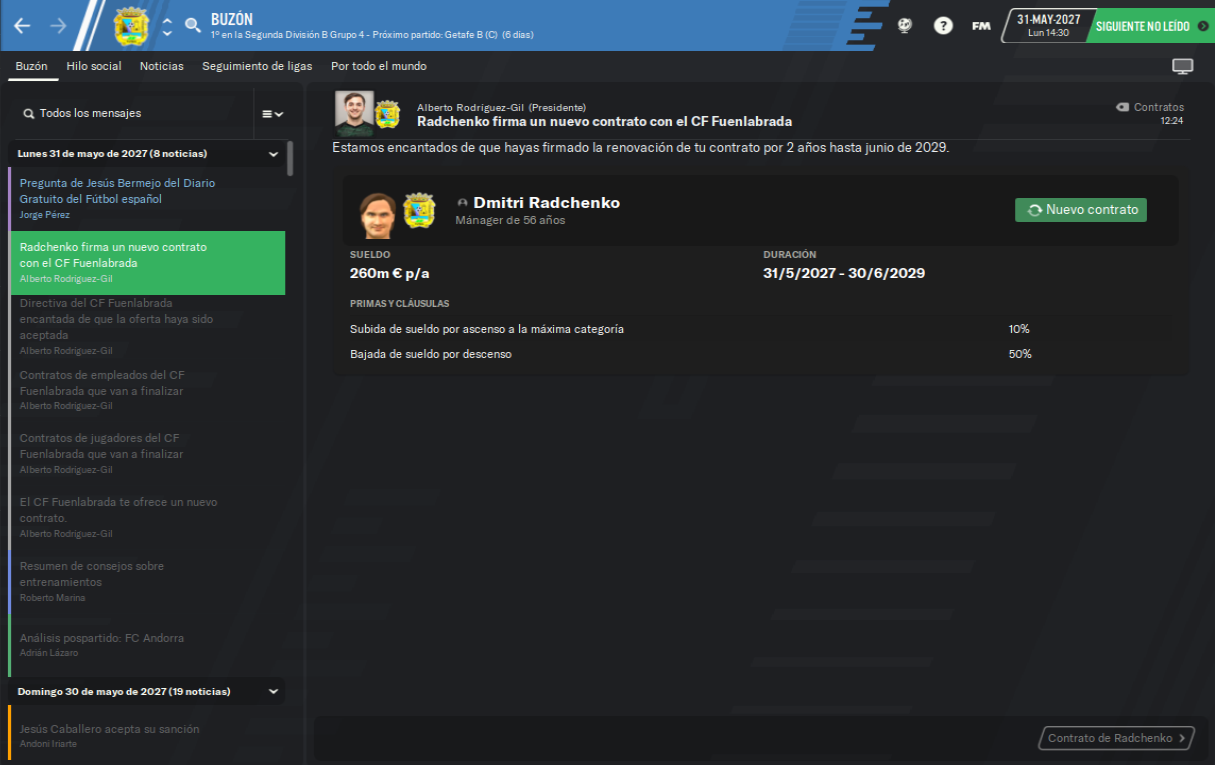 BUZÓN
1º en la Segunda División B Grupo 4 - Próximo partido: Getafe B (C) (6 días)
FM
31-MAY-2027
Lun 14:30
SIGUIENTE NO LEÍDO
Buzón
Hilo social
Noticias
Seguimiento de ligas
Por todo el mundo
Todos los mensajes
Lunes 31 de mayo de 2027 (8 noticias)
Pregunta de Jesús Bermejo del Diario
Gratuito del Fútbol español
Jorge Pérez
Radchenko firma un nuevo contrato
con el CF Fuenlabrada
Alberto Rodríguez-Gil
Directiva del CF Fuenlabrada
encantada de que la oferta haya sido
aceptada
Alberto Rodríguez-Gil
Contratos de empleados del CF
Fuenlabrada que van a finalizar
Alberto Rodríguez-Gil
Contratos de jugadores del CF
Fuenlabrada que van a finalizar
Alberto Rodríguez-Gil
El CF Fuenlabrada te ofrece un nuevo
contrato.
Alberto Rodríguez-Gil
Resumen de consejos sobre
entrenamientos
Roberto Marina
Análisis pospartido: FC Andorra
Adrián Lázaro
Domingo 30 de mayo de 2027 (19 noticias)
Jesús Caballero acepta su sanción
Andoni Iriarte
Alberto Rodríguez-Gil (Presidente)
Radchenko firma un nuevo contrato con el CF Fuenlabrada
Contratos
12:24
Estamos encantados de que hayas firmado la renovación de tu contrato por 2 años hasta junio de 2029.
Dmitri Radchenko
Mánager de 56 años
Nuevo contrato
SUELDO
260m € p/a
DURACIÓN
31/5/2027 - 30/6/2029
PRIMAS Y CLÁUSULAS
Subida de sueldo por ascenso a la máxima categoría
10%
Bajada de sueldo por descenso
50%
Contrato de Radchenko